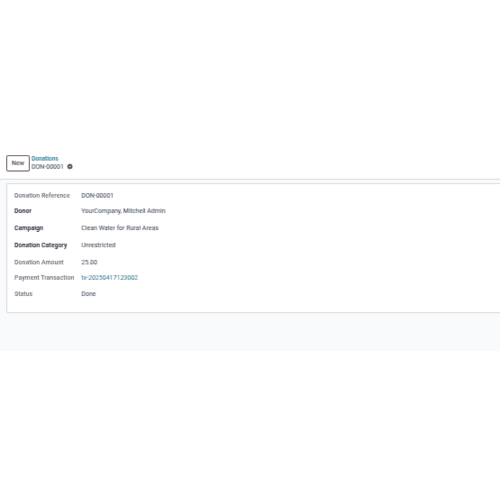 New
Donations
DON-00001
Donation Reference DON-00001
Donor YourCompany, Mitchell Admin
Campaign Clean Water for Rural Areas
Donation Category Unrestricted
Donation Amount 25.00
Payment Transaction tx-20250417123002
Status Done